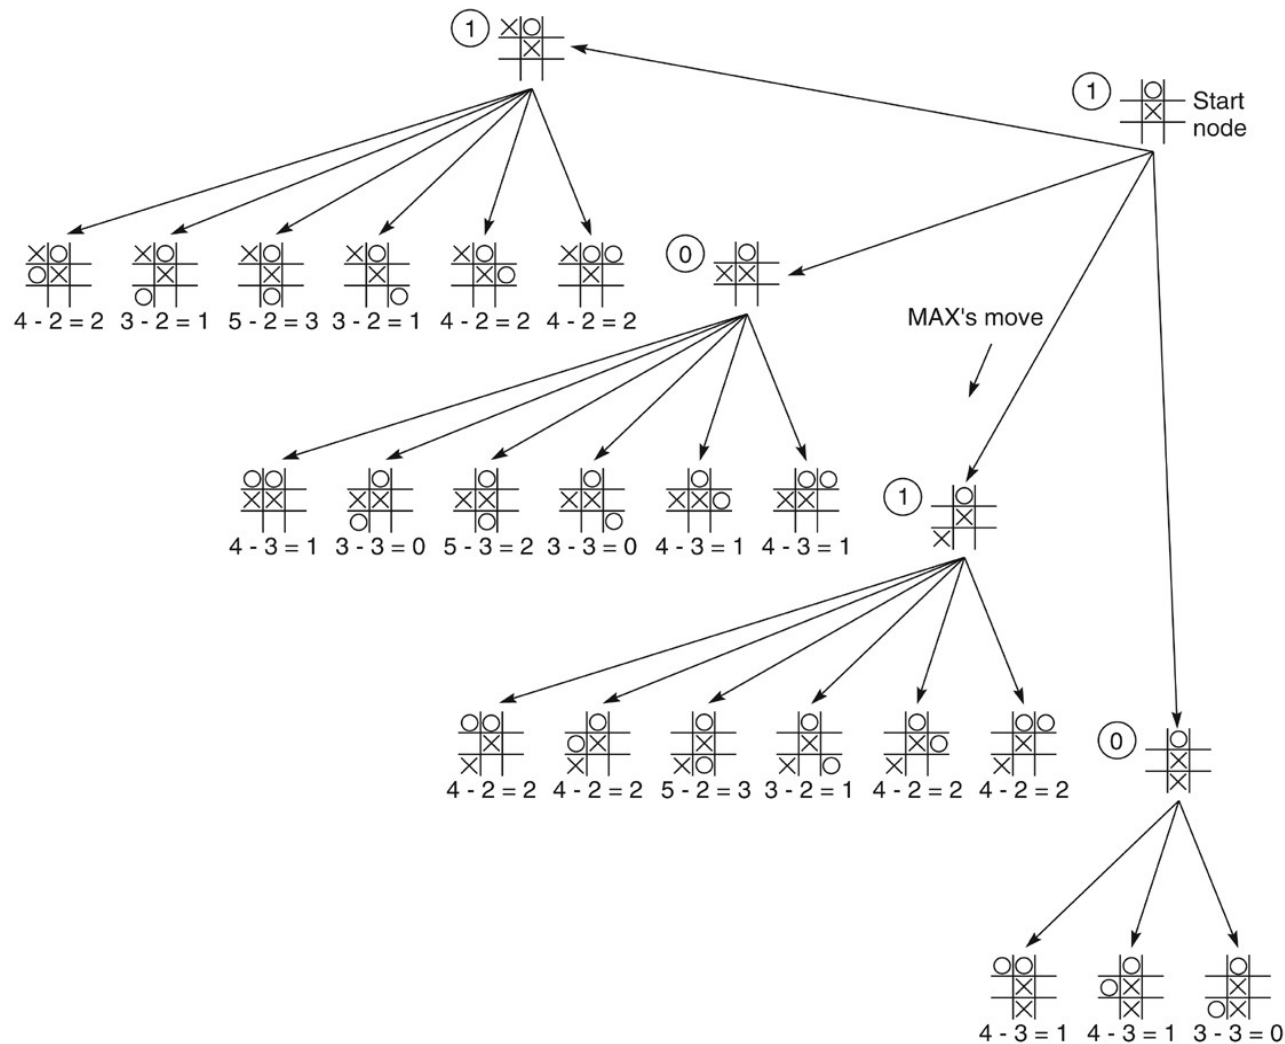 1
1
Start
node
4 - 2 = 2 3 - 2 = 1 5 - 2 = 3 3 - 2 = 1 4 - 2 = 2 4 - 2 = 2
0
MAX's move
4 - 3 = 1 3 - 3 = 0 5 - 3 = 2 3 - 3 = 0 4 - 3 = 1 4 - 3 = 1
1
4 - 2 = 2 4 - 2 = 2 5 - 2 = 3 3 - 2 = 1 4 - 2 = 2 4 - 2 = 2
0
4 - 3 = 1 4 - 3 = 1 3 - 3 = 0